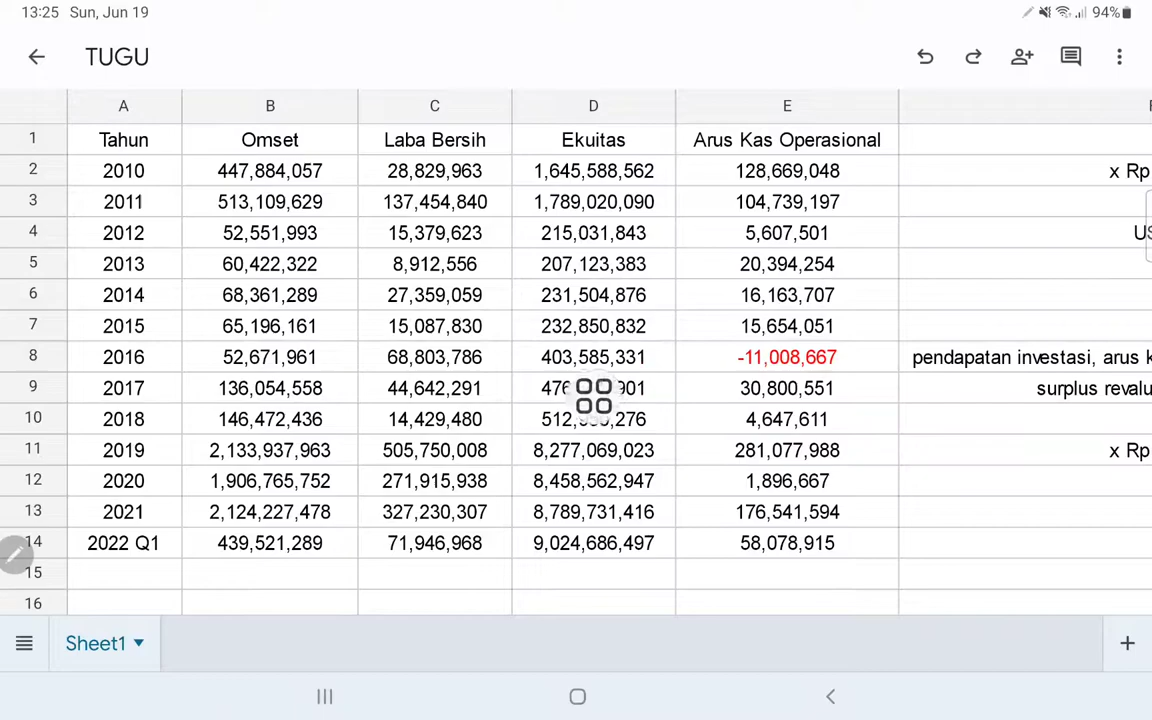 13:25 Sun, Jun 19 94%
TUGU
A B C D E
1 Tahun Omset Laba Bersih Ekuitas Arus Kas Operasional
2 2010 447,884,057 28,829,963 1,645,588,562 128,669,048 x Rp
3 2011 513,109,629 137,454,840 1,789,020,090 104,739,197
4 2012 52,551,993 15,379,623 215,031,843 5,607,501
5 2013 60,422,322 8,912,556 207,123,383 20,394,254
6 2014 68,361,289 27,359,059 231,504,876 16,163,707
7 2015 65,196,161 15,087,830 232,850,832 15,654,051
8 2016 52,671,961 68,803,786 403,585,331 -11,008,667 pendapatan investasi, arus
9 2017 136,054,558 44,642,291 30,800,551 surplus
10 2018 146,472,436 14,429,480 4,647,611
11 2019 2,133,937,963 505,750,008 8,277,069,023 281,077,988 x Rp
12 2020 1,906,765,752 271,915,938 8,458,562,947 1,896,667
13 2021 2,124,227,478 327,230,307 8,789,731,416 176,541,594
14 2022 Q1 439,521,289 71,946,968 9,024,686,497 58,078,915
15
16
Sheet1